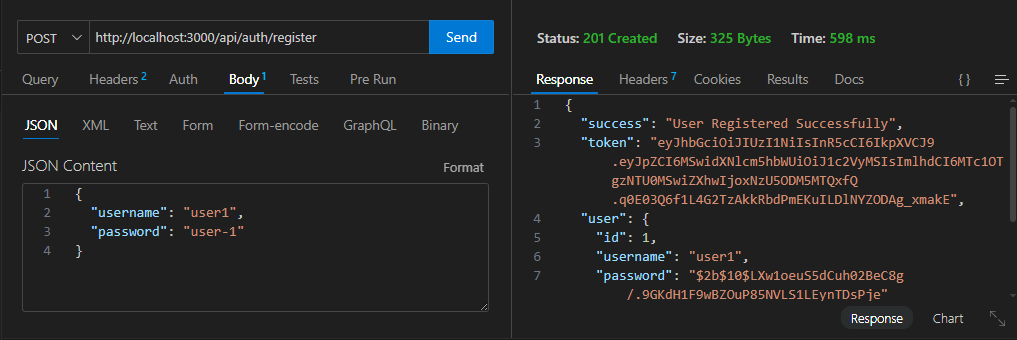 POST http://localhost:3000/api/auth/register Send
Query Headers 2 Auth Body 1 Tests Pre Run
JSON XML Text Form Form-encode GraphQL Binary
JSON Content Format
1 {
2 "username": "user1",
3 "password": "user-1"
4 }
Status: 201 Created Size: 325 Bytes Time: 598 ms
Response Headers 7 Cookies Results Docs {}
1 {
2 "success": "User Registered Successfully",
3 "token": "eyJhbGciOiJIUzI1NiIsInR5cCI6IkpXVCJ9
.eyJpZCI6MSwidXNlcm5hbWUiOiJ1c2VyMSIsImlhdCI6MTc1OT
gzNTU0MSwiZXhwIjoxNzU5ODM5MTQxfQ
.q0E03Q6f1L4G2TzAkkRbdPmEKuILDlNYZODAg_xmakE",
4 "user": {
5 "id": 1,
6 "username": "user1",
7 "password": "$2b$10$LXw1oeuS5dCuh02BeC8g
/.9GKdH1F9wBZOuP85NVLS1LEynTDsPje"
Response Chart